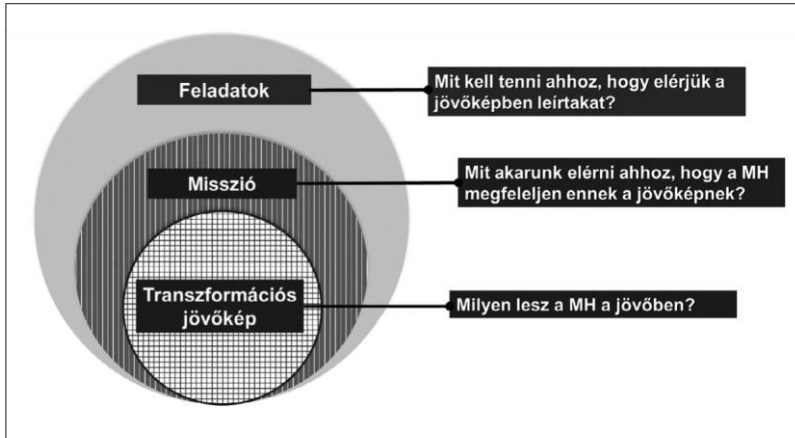 Feladatok
Mit kell tenni ahhoz, hogy elérjük a
jövőképben leírtakat?
Misszió
Mit akarunk elérni ahhoz, hogy a MH
megfeleljen ennek a jövőképnek?
Transzformációs
jövőkép
Milyen lesz a MH a jövőben?